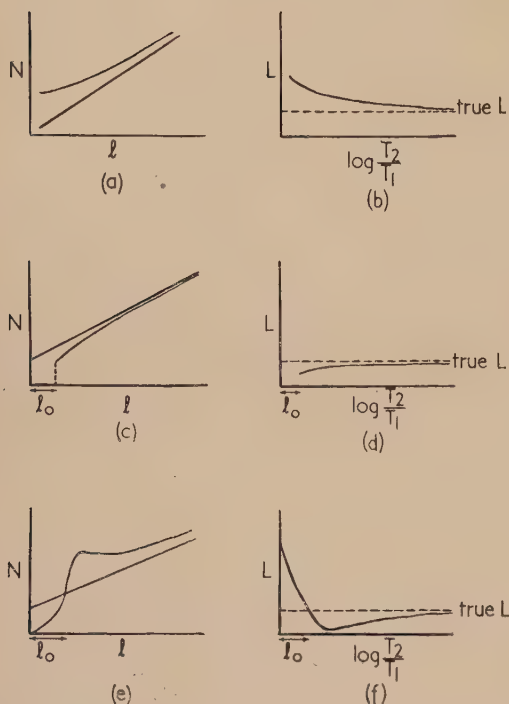 N
ℓ
(a)
L
true L
log T₂/T₁
(b)
N
ℓ₀
ℓ
(c)
L
true L
ℓ₀
log T₂/T₁
(d)
N
ℓ₀
ℓ
(e)
L
true L
ℓ₀
log T₂/T₁
(f)